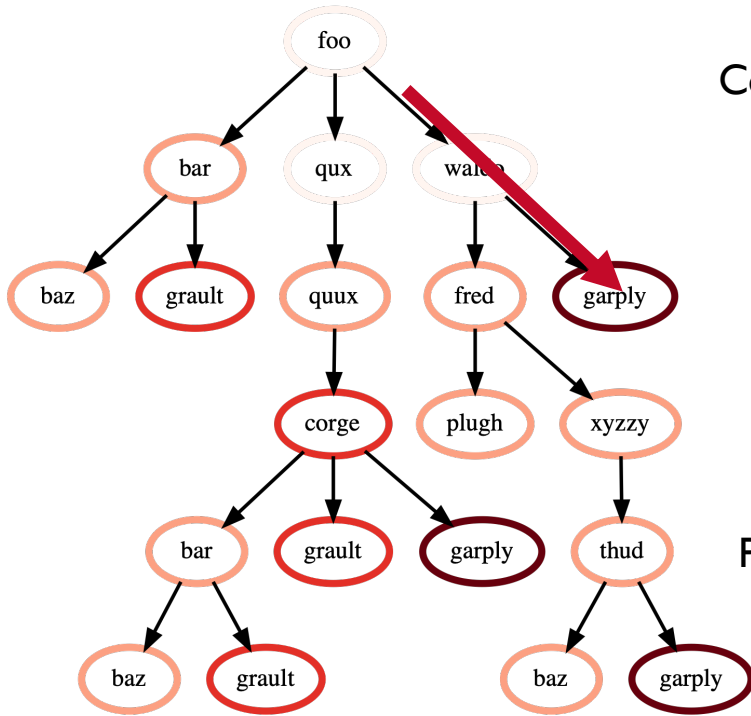 foo
bar qux waldo
baz grault quux fred garply
corge plugh xyzzy
bar grault garply thud
baz grault baz garply